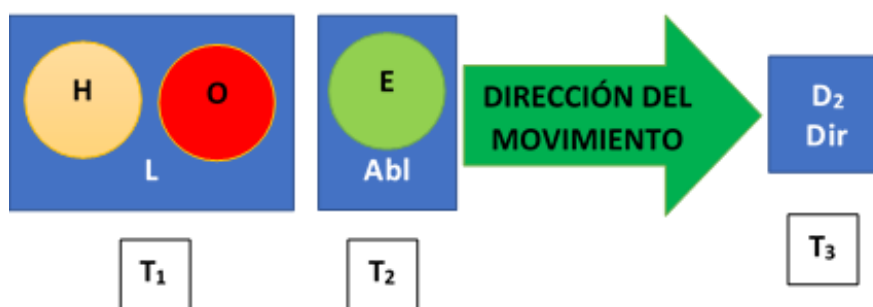 H O E
L Abl
DIRECCIÓN DEL
MOVIMIENTO
D₂
Dir
T₁ T₂ T₃